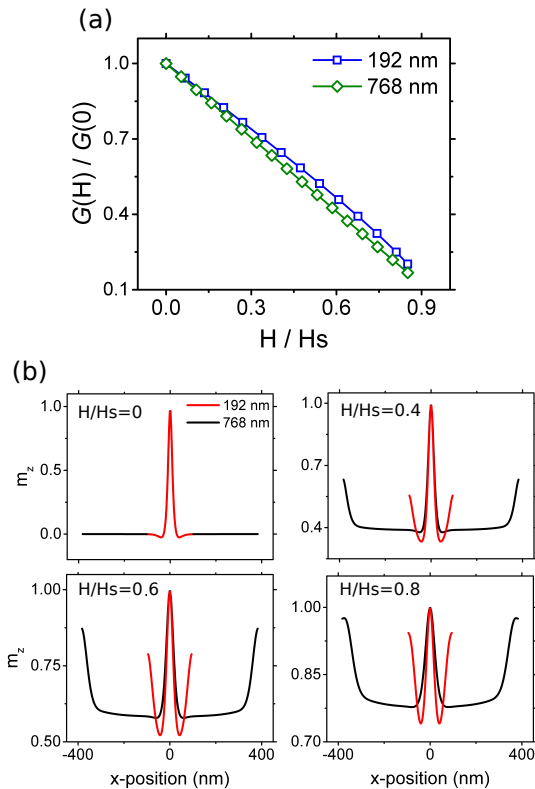 (a)
G(H) / G(0)
1.0
0.7
0.4
0.1
192 nm
768 nm
0.0 0.3 0.6 0.9
H / Hs
(b)
m_z
1.0
0.5
0.0
H/Hs=0
192 nm
768 nm
1.0
0.7
0.4
H/Hs=0.4
m_z
1.00
0.75
0.50
H/Hs=0.6
-400 0 400
x-position (nm)
1.00
0.85
0.70
H/Hs=0.8
-400 0 400
x-position (nm)